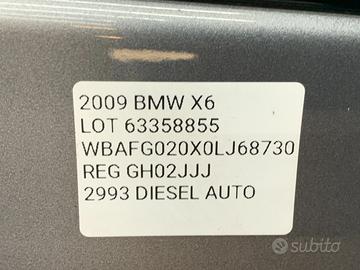 2009 BMW X6
LOT 63358855
WBAFG020X0LJ68730
REG GH02JJJ
2993 DIESEL AUTO
subito